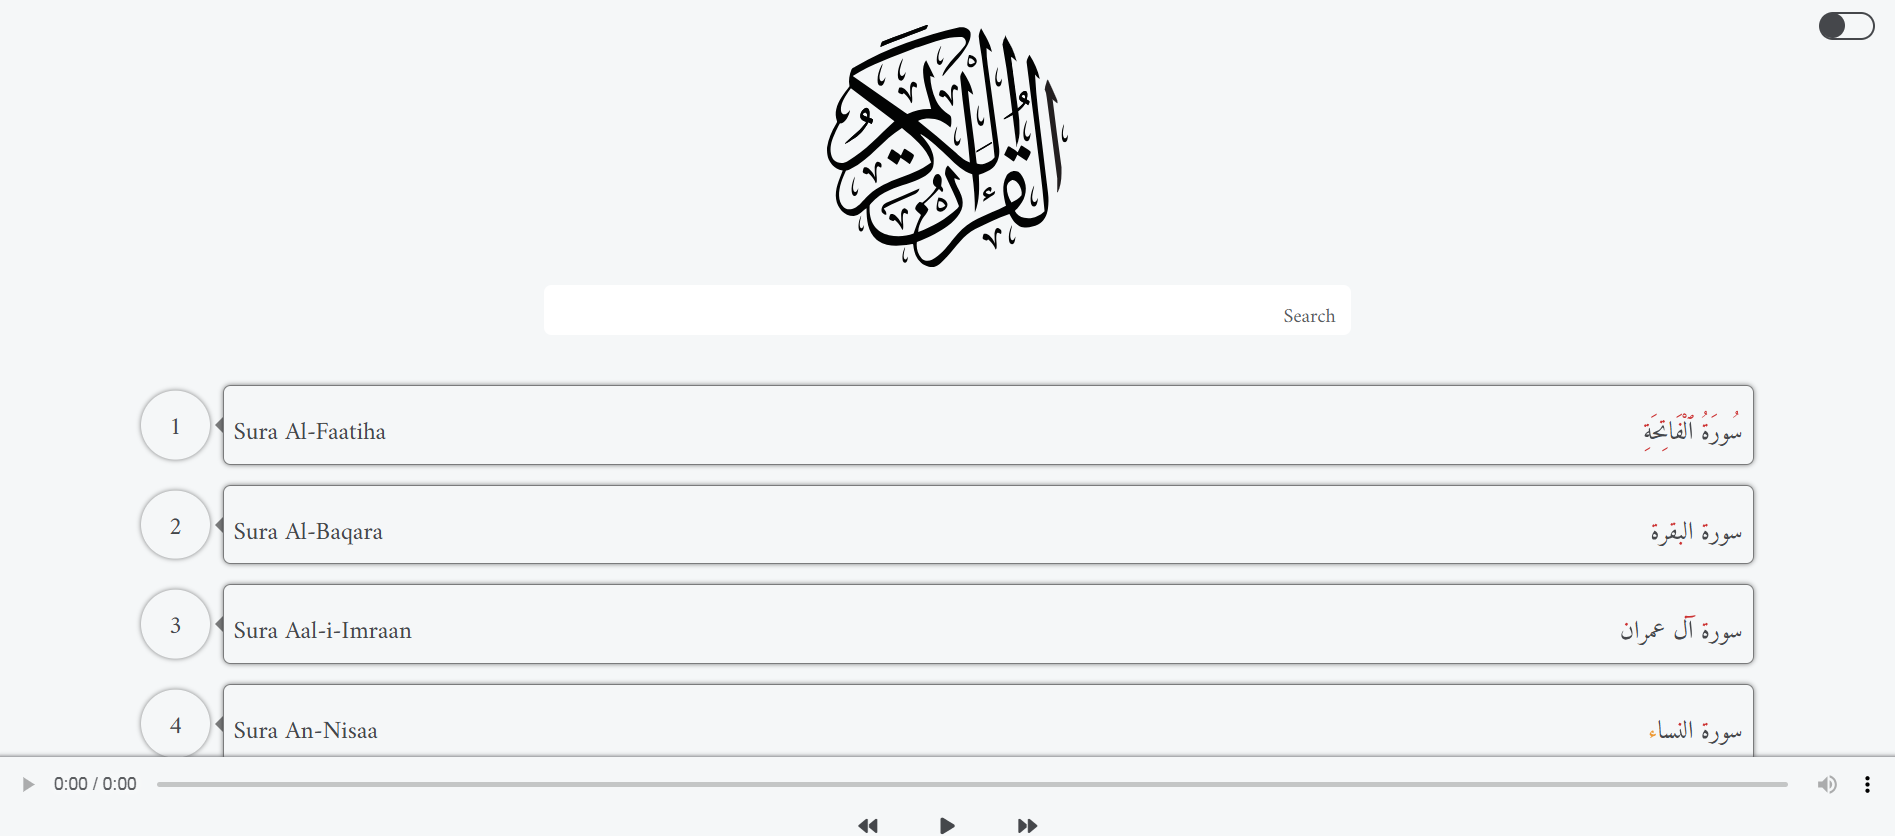 القرآن الكريم
Search
1
Sura Al-Faatiha
سُورَةُ ٱلْفَاتِحَةِ
2
Sura Al-Baqara
سورة البقرة
3
Sura Aal-i-Imraan
سورة آل عمران
4
Sura An-Nisaa
سورة النساء
0:00 / 0:00